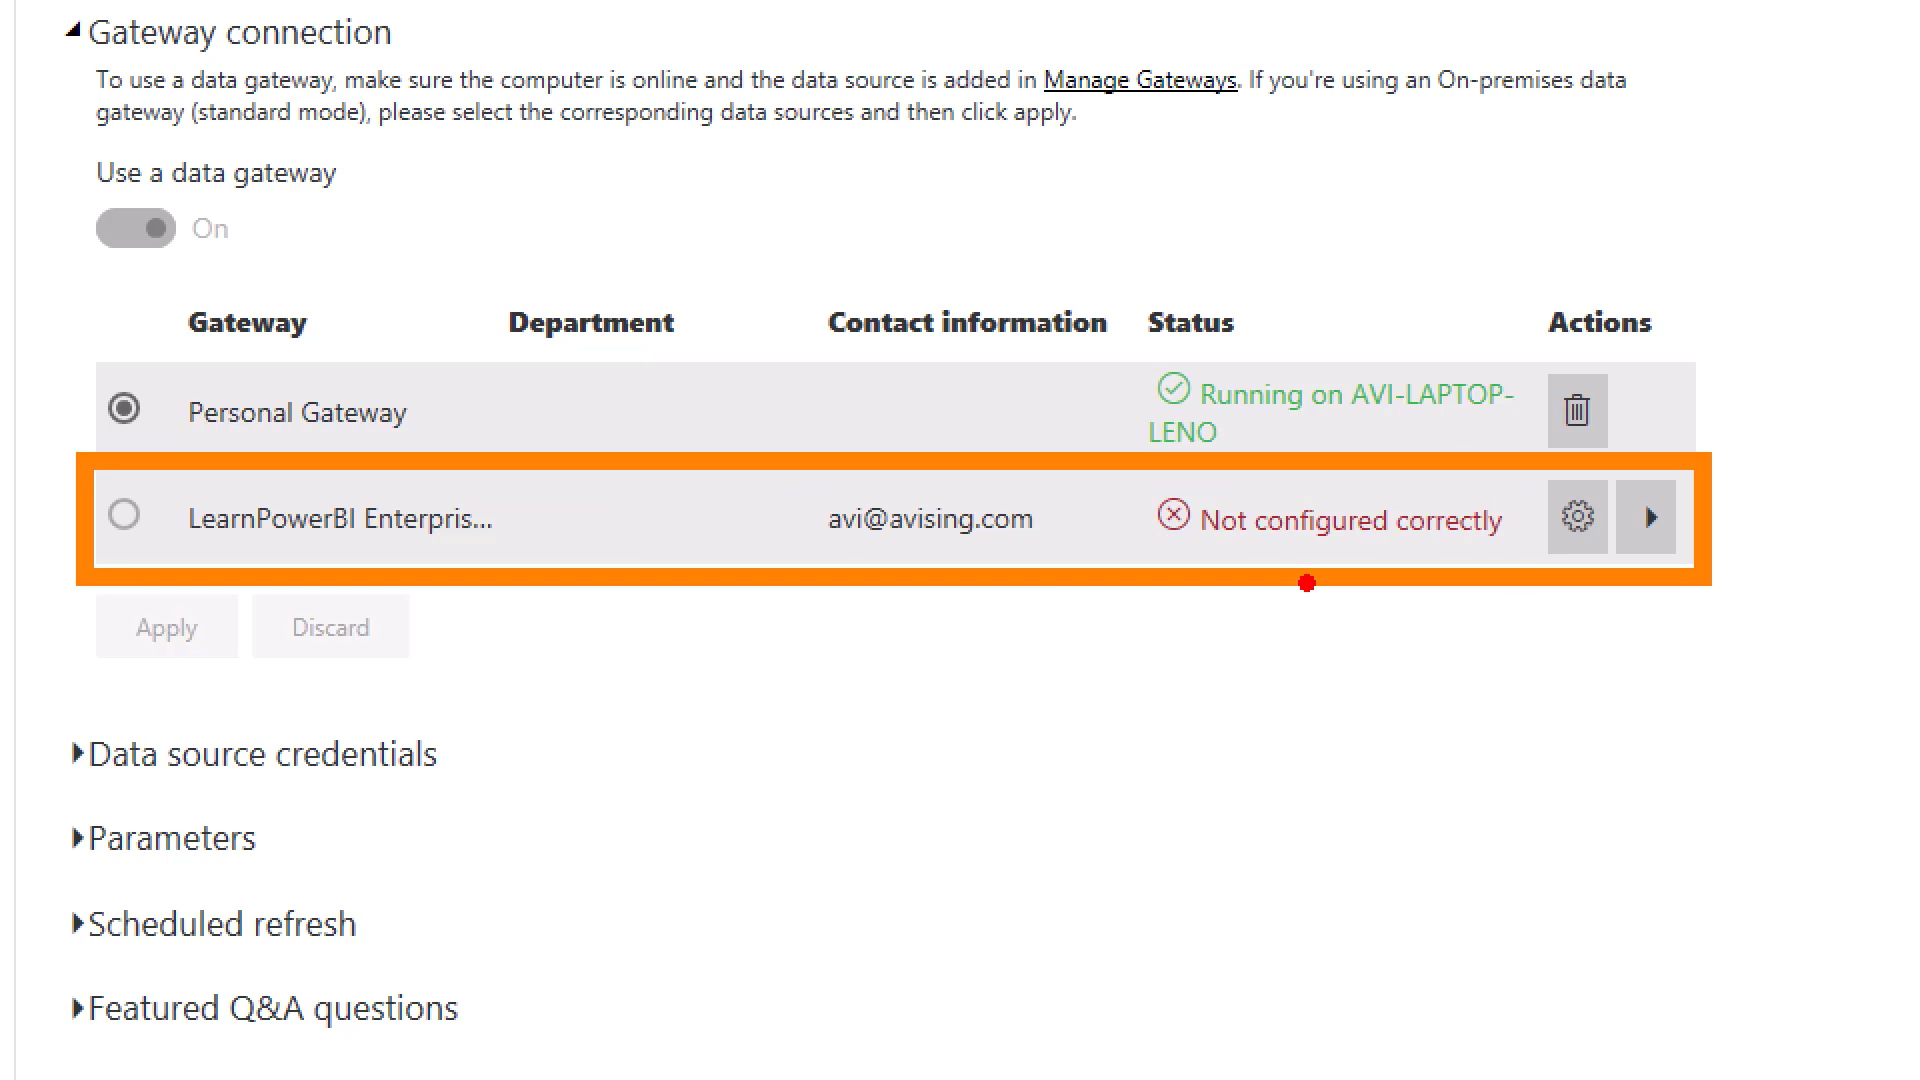 Gateway connection
To use a data gateway, make sure the computer is online and the data source is added in Manage Gateways. If you're using an On-premises data
gateway (standard mode), please select the corresponding data sources and then click apply.
Use a data gateway
On
Gateway Department Contact information Status Actions
Personal Gateway Running on AVI-LAPTOP-
LENO
LearnPowerBI Enterpris... avi@avising.com Not configured correctly
Apply Discard
Data source credentials
Parameters
Scheduled refresh
Featured Q&A questions